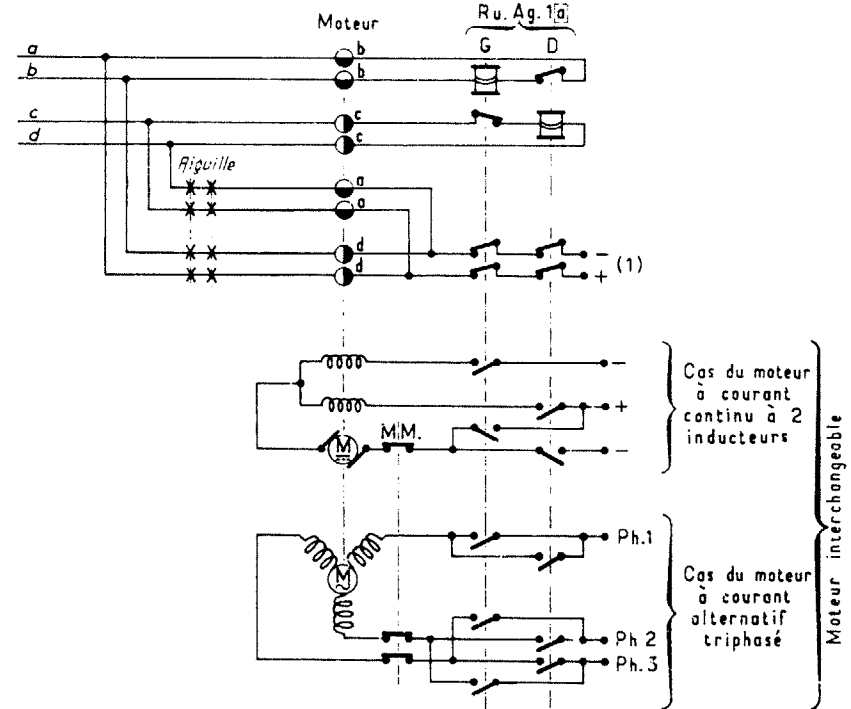 Ru. Ag. 1a
Moteur
G D
a
b
b
b
c
c
d
c
Aiguille
a
a
d
-
d
+
(1)
-
+
M.M.
M
-
Cas du moteur
à courant
continu à 2
inducteurs
Ph.1
M
Ph 2
Ph.3
Cas du moteur
à courant
alternatif
triphasé
Moteur interchangeable